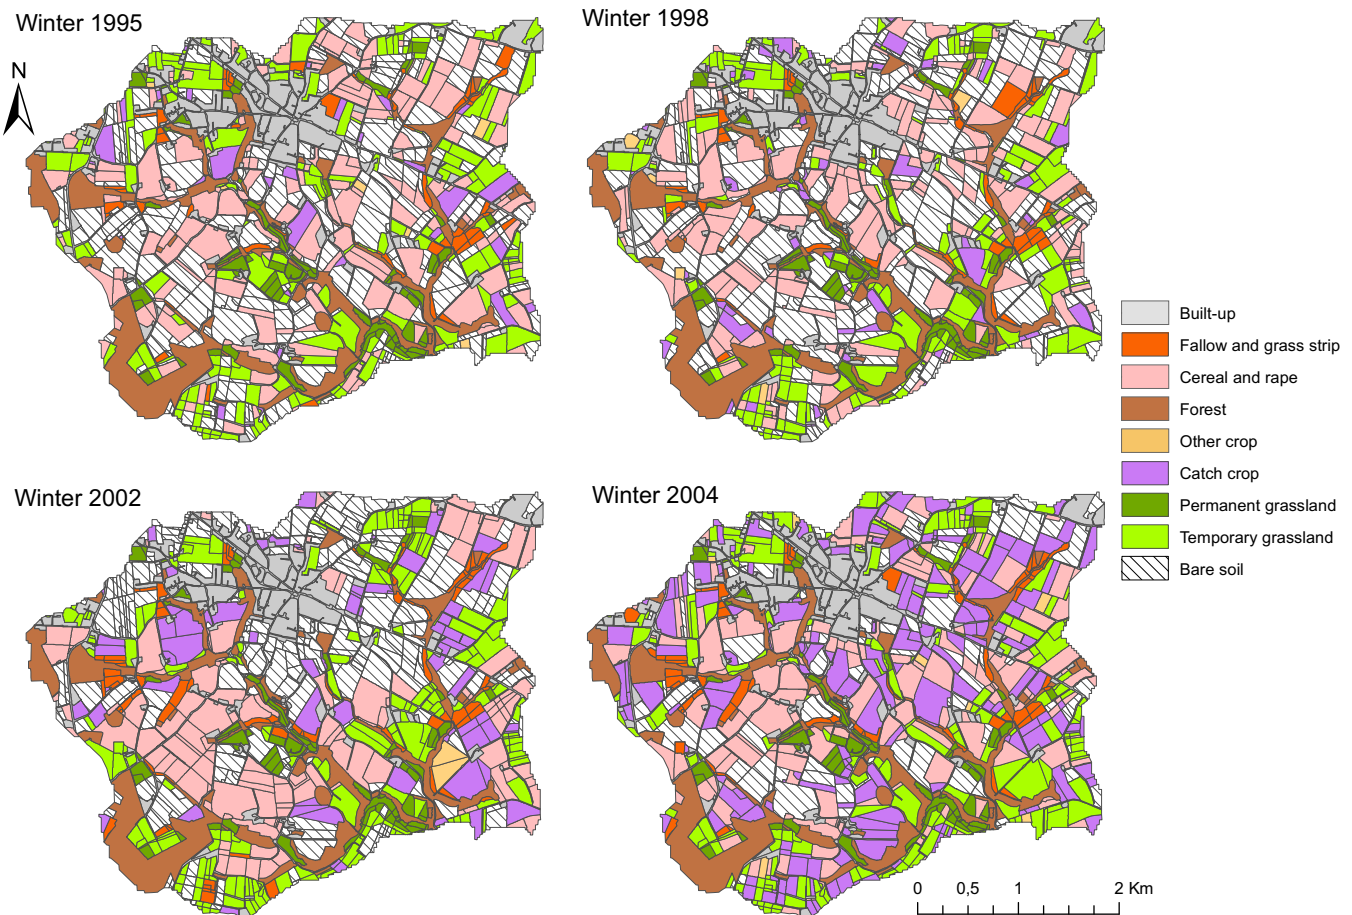 Winter 1995
Winter 1998
N
Built-up
Fallow and grass strip
Cereal and rape
Forest
Other crop
Catch crop
Permanent grassland
Temporary grassland
Bare soil
Winter 2002
Winter 2004
0 0,5 1 2 Km